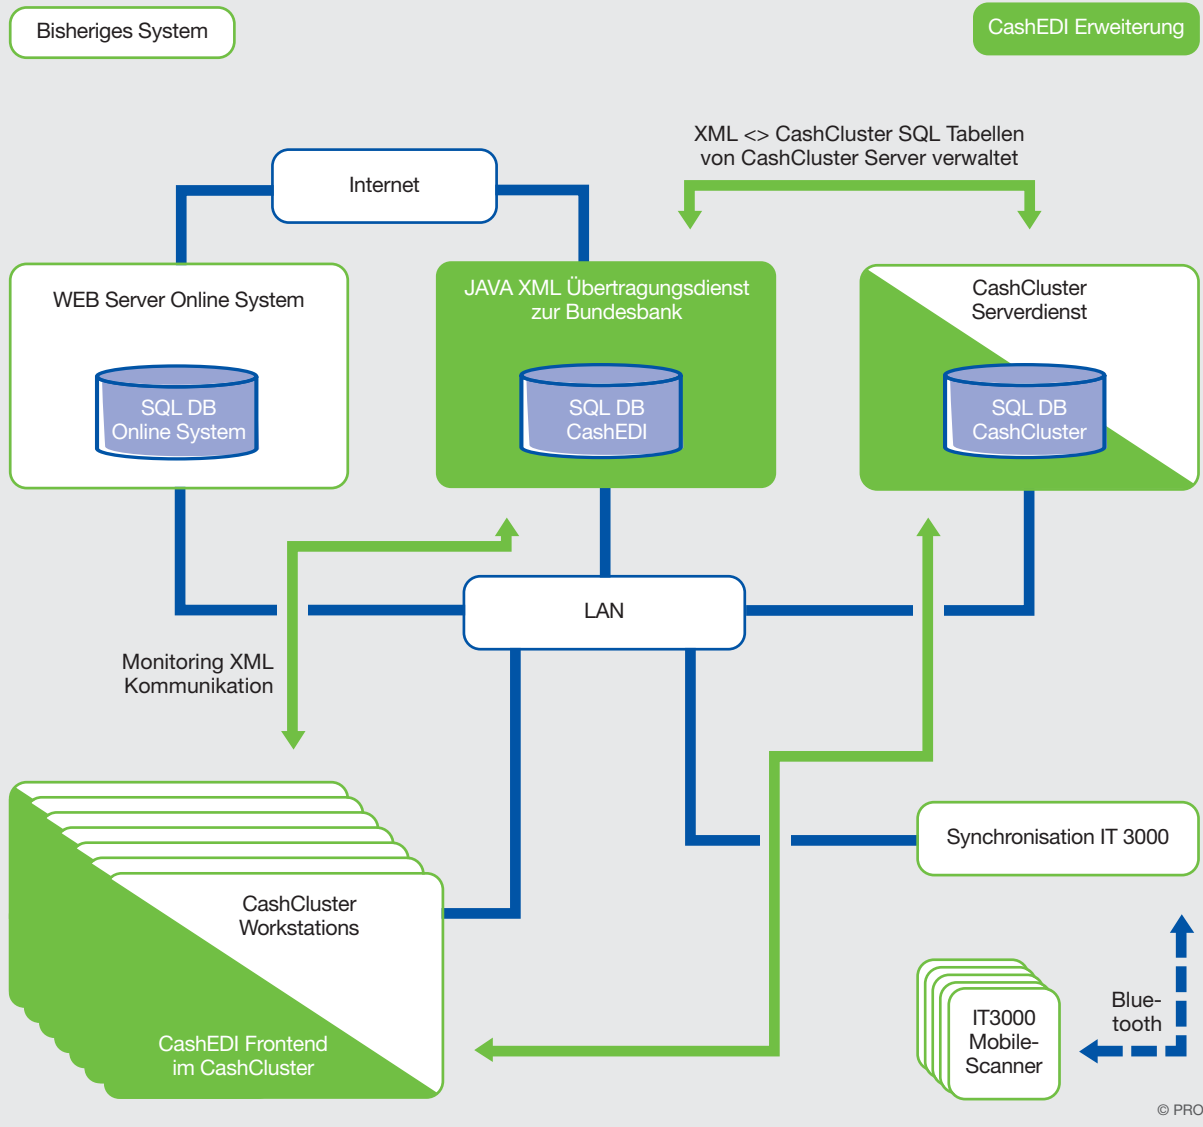 Bisheriges System
CashEDI Erweiterung
XML <> CashCluster SQL Tabellen
von CashCluster Server verwaltet
Internet
WEB Server Online System
SQL DB
Online System
JAVA XML Übertragungsdienst
zur Bundesbank
SQL DB
CashEDI
CashCluster
Serverdienst
SQL DB
CashCluster
LAN
Monitoring XML
Kommunikation
Synchronisation IT 3000
CashCluster
Workstations
CashEDI Frontend
im CashCluster
IT3000
Mobile-
Scanner
Blue-
tooth
© PRO